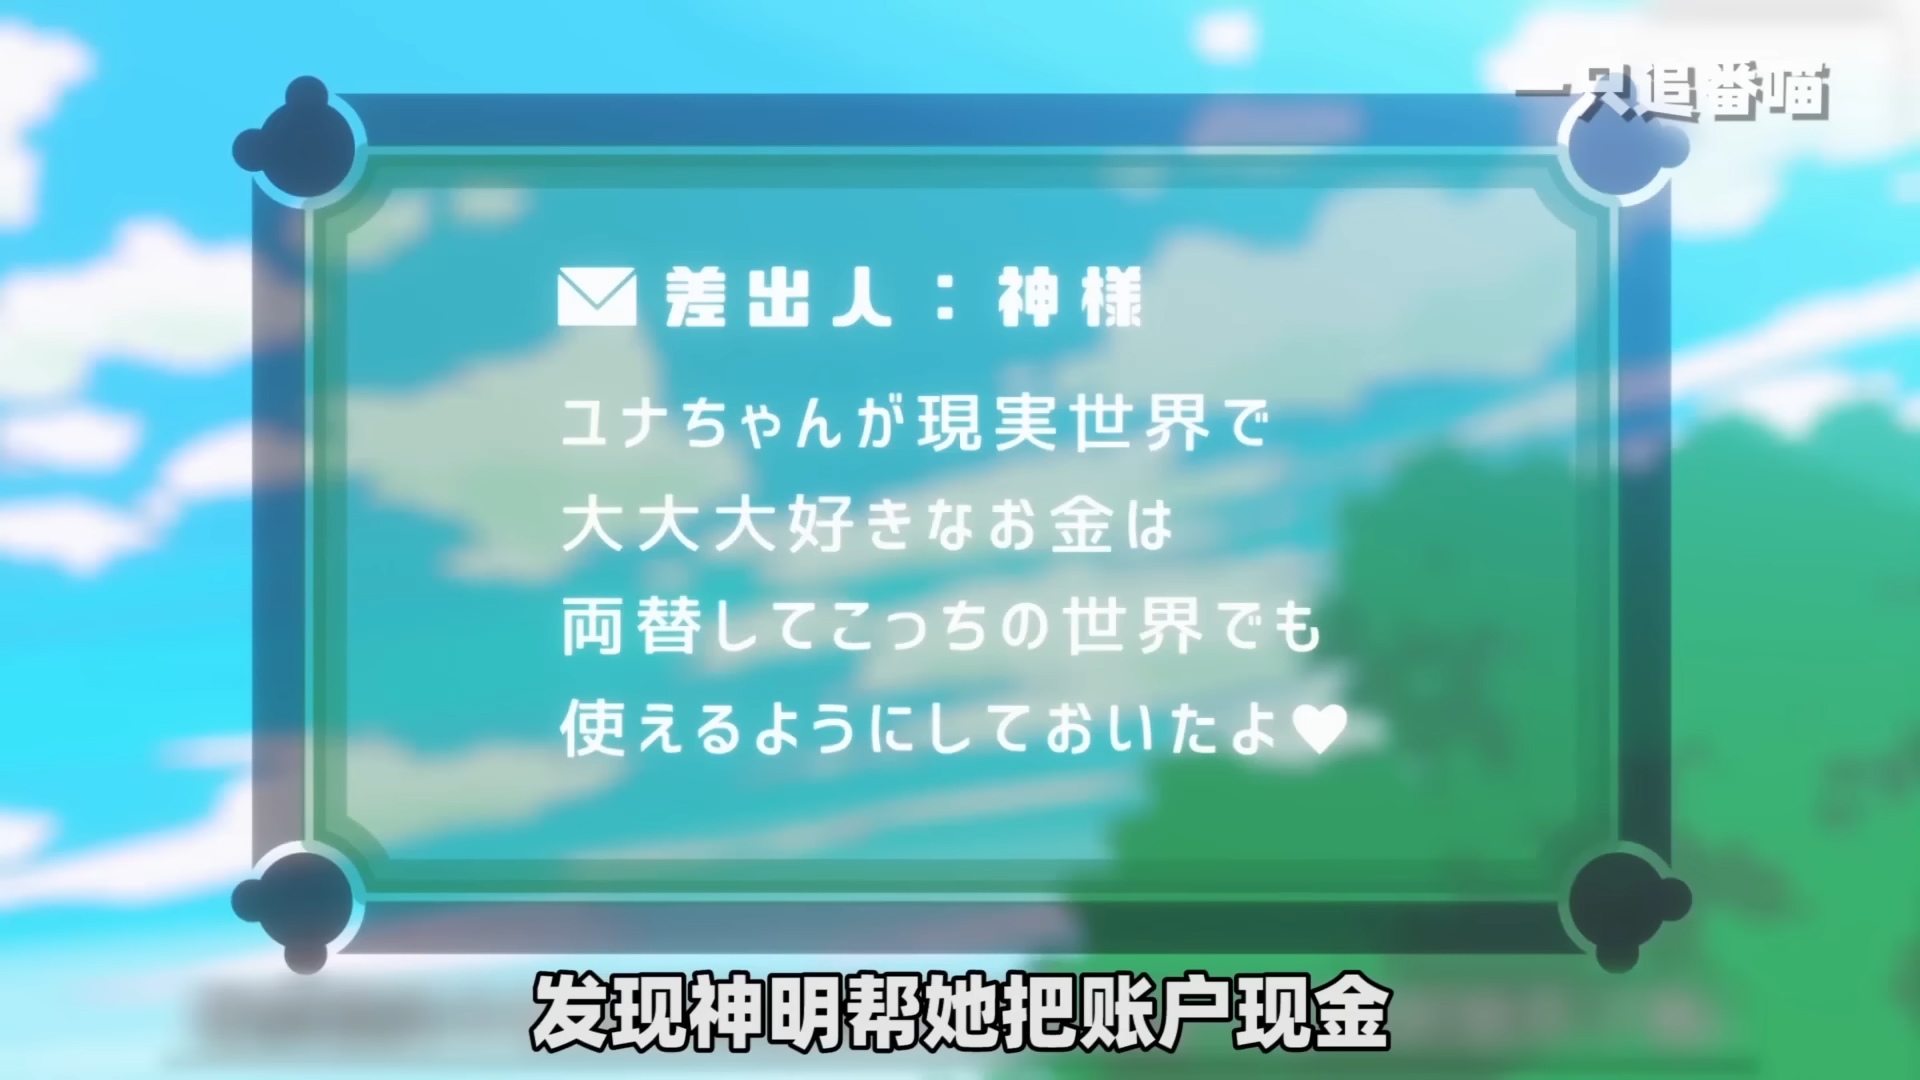 一只追番喵
差出人：神様
ユナちゃんが現実世界で
大大大好きなお金は
両替してこっちの世界でも
使えるようにしておいたよ♥
发现神明帮她把账户现金